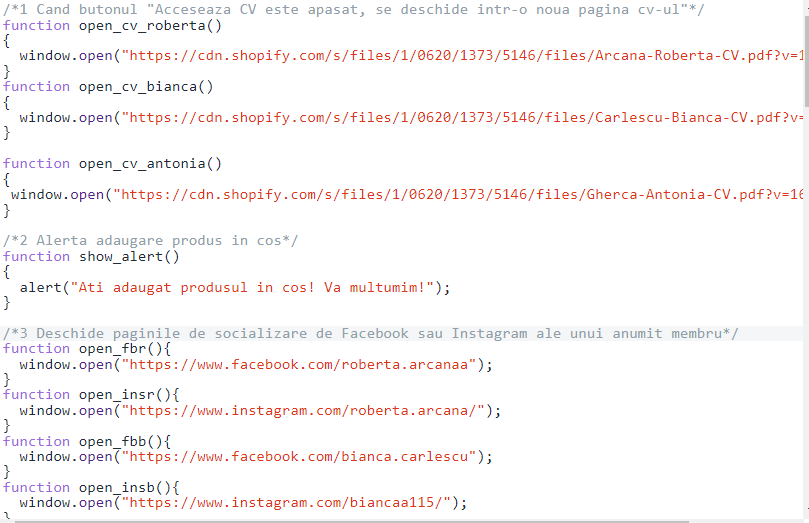 /*1 Cand butonul "Acceseaza CV este apasat, se deschide intr-o noua pagina cv-ul"*/
function open_cv_roberta()
{
  window.open("https://cdn.shopify.com/s/files/1/0620/1373/5146/files/Arcana-Roberta-CV.pdf?v=1
}
function open_cv_bianca()
{
  window.open("https://cdn.shopify.com/s/files/1/0620/1373/5146/files/Carlescu-Bianca-CV.pdf?v=
}

function open_cv_antonia()
{
 window.open("https://cdn.shopify.com/s/files/1/0620/1373/5146/files/Gherca-Antonia-CV.pdf?v=16
}

/*2 Alerta adaugare produs in cos*/
function show_alert()
{
  alert("Ati adaugat produsul in cos! Va multumim!");
}

/*3 Deschide paginile de socializare de Facebook sau Instagram ale unui anumit membru*/
function open_fbr(){
  window.open("https://www.facebook.com/roberta.arcanaa");
}
function open_insr(){
  window.open("https://www.instagram.com/roberta.arcana/");
}
function open_fbb(){
  window.open("https://www.facebook.com/bianca.carlescu");
}
function open_insb(){
  window.open("https://www.instagram.com/biancaa115/");
}